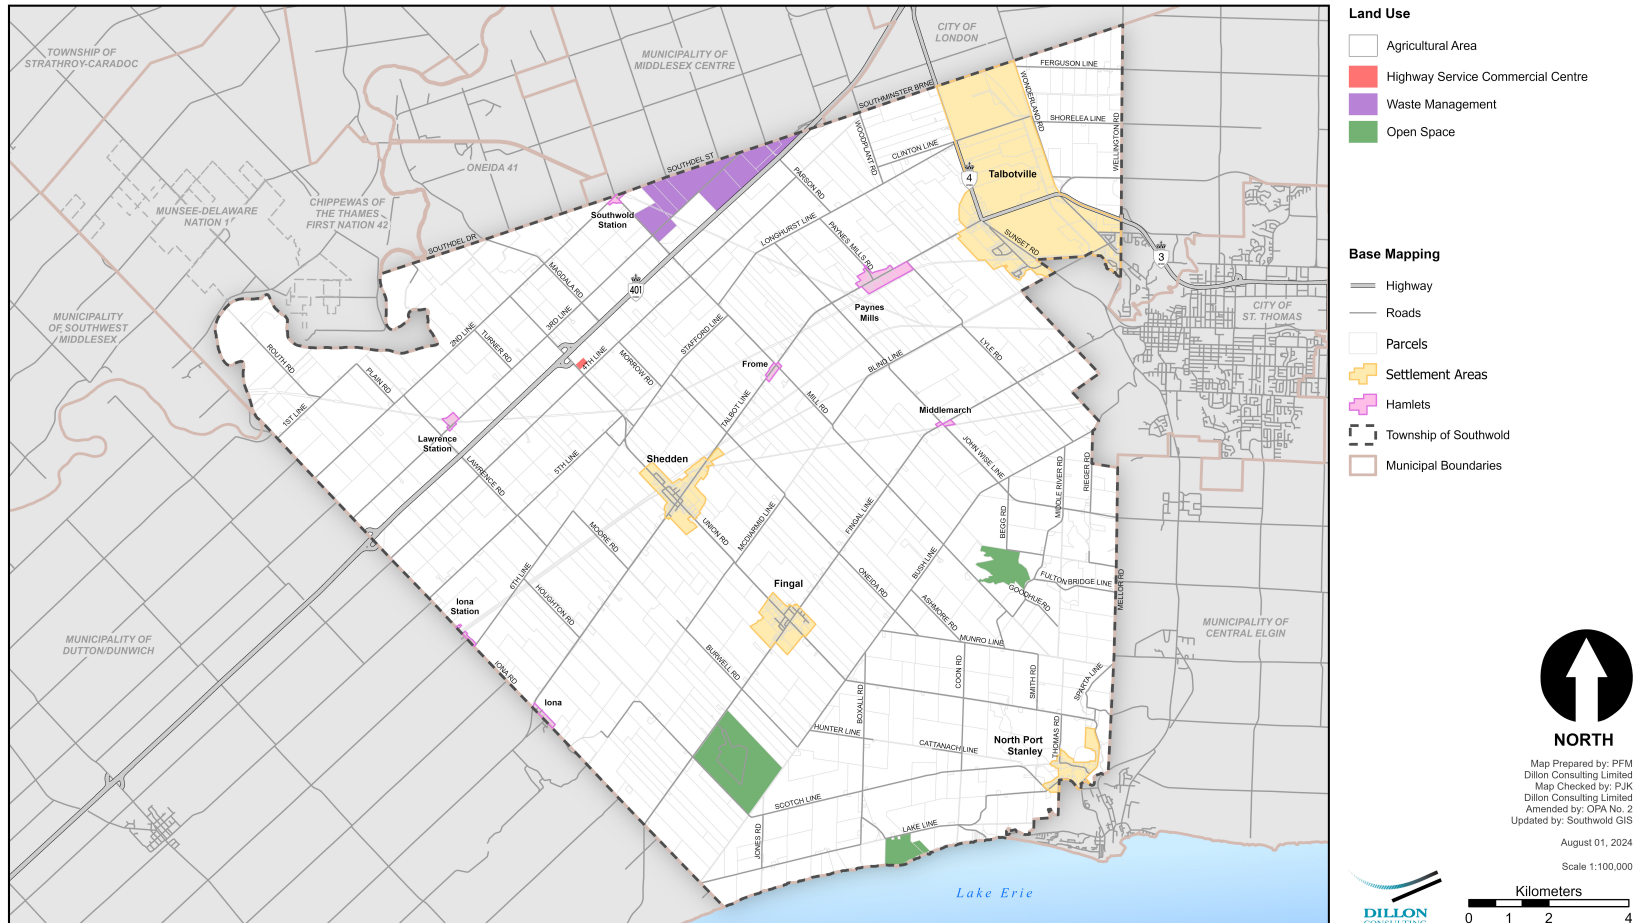 TOWNSHIP OF
STRATHROY-CARADOC
MUNICIPALITY OF
MIDDLESEX CENTRE
CITY OF
LONDON
ONEIDA 41
MUNSEE-DELAWARE
NATION 1
CHIPPEWAS OF
THE THAMES
FIRST NATION 42
MUNICIPALITY
OF SOUTHWEST
MIDDLESEX
MUNICIPALITY OF
DUTTON/DUNWICH
CITY OF
ST. THOMAS
MUNICIPALITY OF
CENTRAL ELGIN
FERGUSON LINE
WONDERLAND RD
SHORELEA LINE
WELLINGTON RD
SOUTHMINSTER BRNE
WOODPLANT RD
CLINTON LINE
4
Talbotville
SOUTHDEL ST
PARSON RD
Southwold
Station
LONGHURST LINE
PAYNES MILLS RD
SUNSET RD
3
SOUTHDEL DR
MAGDALA RD
401
Paynes
Mills
3RD LINE
2ND LINE
TURNER RD
STAFFORD LINE
4TH LINE
MORROW RD
BLIND LINE
LYLE RD
ROUTH RD
PLAIN RD
Frome
1ST LINE
TALBOT LINE
MILL RD
Middlemarch
Lawrence
Station
LAWRENCE RD
5TH LINE
Shedden
JOHN WISE LINE
MIDDLE RIVER RD
RIEGER RD
UNION RD
MCDIARMID LINE
FINGAL LINE
BEGG RD
MOORE RD
BUSH LINE
6TH LINE
HOUGHTON RD
Fingal
ONEIDA RD
ASHMORE RD
FULTON BRIDGE LINE
GOODHUE RD
MELLOR RD
Iona
Station
MUNRO LINE
IONA RD
BURWELL RD
COON RD
SMITH RD
SPARTA LINE
Iona
BOXALL RD
HUNTER LINE
CATTANACH LINE
North Port
Stanley
THOMAS RD
SCOTCH LINE
LAKE LINE
JONES RD
Lake Erie
Land Use
Agricultural Area
Highway Service Commercial Centre
Waste Management
Open Space
Base Mapping
Highway
Roads
Parcels
Settlement Areas
Hamlets
Township of Southwold
Municipal Boundaries
NORTH
Map Prepared by: PFM
Dillon Consulting Limited
Map Checked by: PJK
Dillon Consulting Limited
Amended by: OPA No. 2
Updated by: Southwold GIS
August 01, 2024
Scale 1:100,000
DILLON
CONSULTING
Kilometers
0 1 2 4